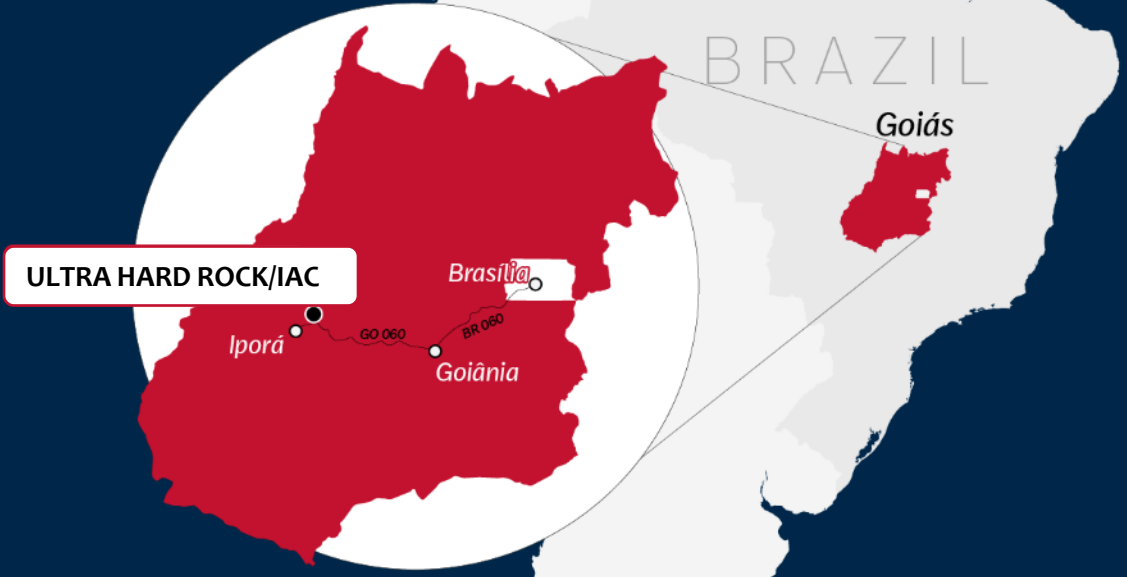 BRAZIL
Goiás
ULTRA HARD ROCK/IAC
Brasília
Iporá
GO 060
BR 060
Goiânia